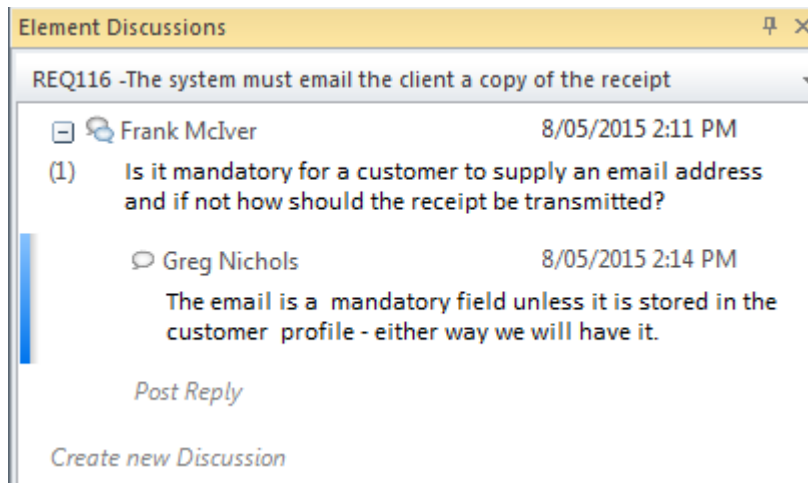 Element Discussions
REQ116 -The system must email the client a copy of the receipt
Frank McIver 8/05/2015 2:11 PM
(1) Is it mandatory for a customer to supply an email address
and if not how should the receipt be transmitted?
Greg Nichols 8/05/2015 2:14 PM
The email is a  mandatory field unless it is stored in the
customer  profile - either way we will have it.
Post Reply
Create new Discussion